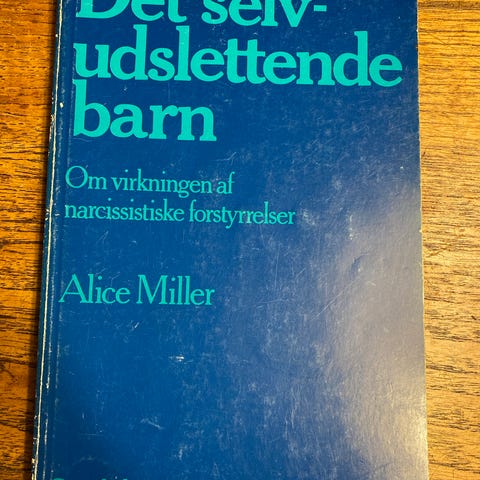 Det selv-
udslettende
barn
Om virkningen af
narcissistiske forstyrrelser
Alice Miller